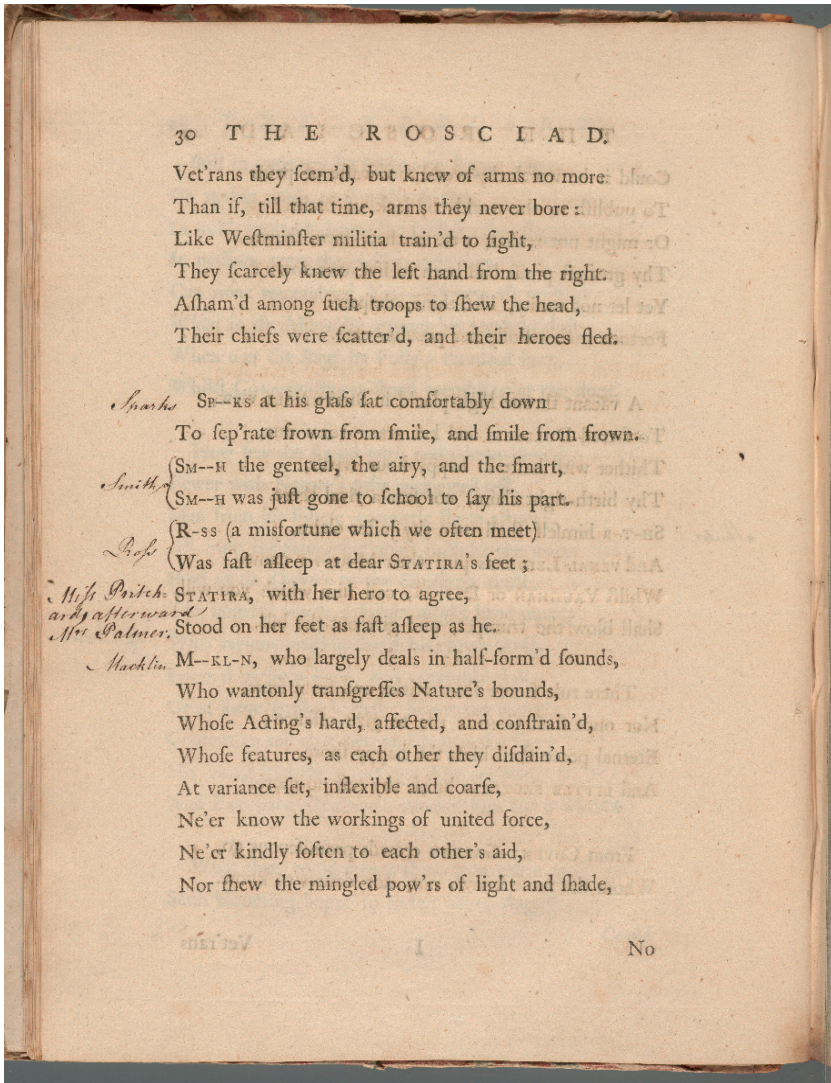 30 THE ROSCIAD.
Vet'rans they ſeem'd, but knew of arms no more
Than if, till that time, arms they never bore:
Like Weſtminſter militia train'd to fight,
They ſcarcely knew the left hand from the right.
Aſham'd among ſuch troops to ſhew the head,
Their chiefs were ſcatter'd, and their heroes fled.
Sparks
SP--KS at his glaſs ſat comfortably down
To ſep'rate frown from ſmile, and ſmile from frown.
Smith
SM--H the genteel, the airy, and the ſmart,
SM--H was juſt gone to ſchool to ſay his part.
Roſs
R-SS (a misfortune which we often meet)
Was faſt aſleep at dear STATIRA's feet;
Miſs Pritch-
ard, afterward
Mrs Palmer.
STATIRA, with her hero to agree,
Stood on her feet as faſt aſleep as he.
Macklin
M--KL-N, who largely deals in half-form'd ſounds,
Who wantonly tranſgreſſes Nature's bounds,
Whoſe Acting's hard, affected, and conſtrain'd,
Whoſe features, as each other they diſdain'd,
At variance ſet, inflexible and coarſe,
Ne'er know the workings of united force,
Ne'er kindly ſoften to each other's aid,
Nor ſhew the mingled pow'rs of light and ſhade,
No